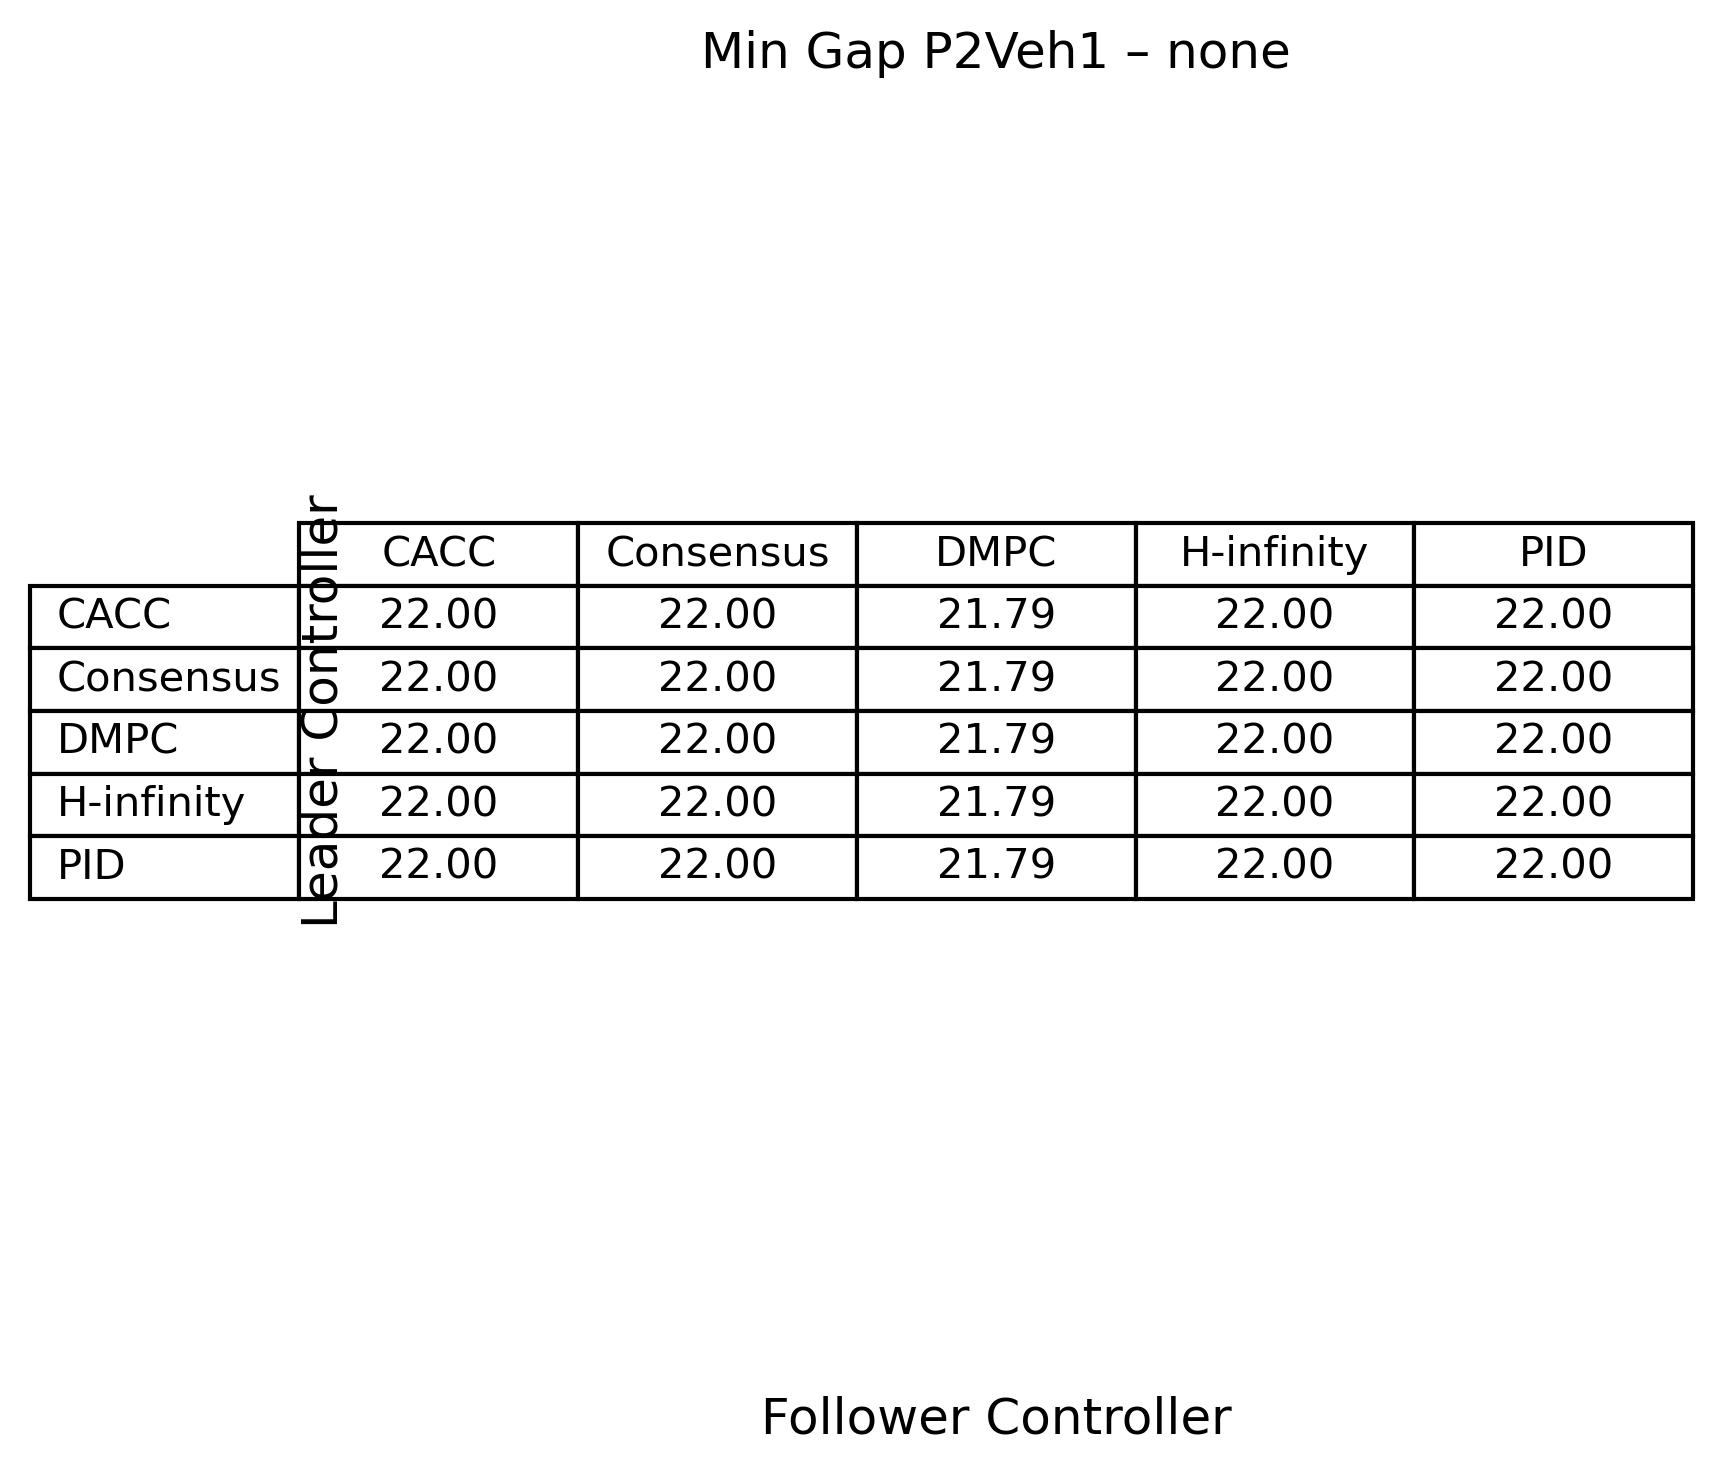 Min Gap P2Veh1 – none
Leader Controller
CACC Consensus DMPC H-infinity PID
CACC 22.00 22.00 21.79 22.00 22.00
Consensus 22.00 22.00 21.79 22.00 22.00
DMPC 22.00 22.00 21.79 22.00 22.00
H-infinity 22.00 22.00 21.79 22.00 22.00
PID 22.00 22.00 21.79 22.00 22.00
Follower Controller